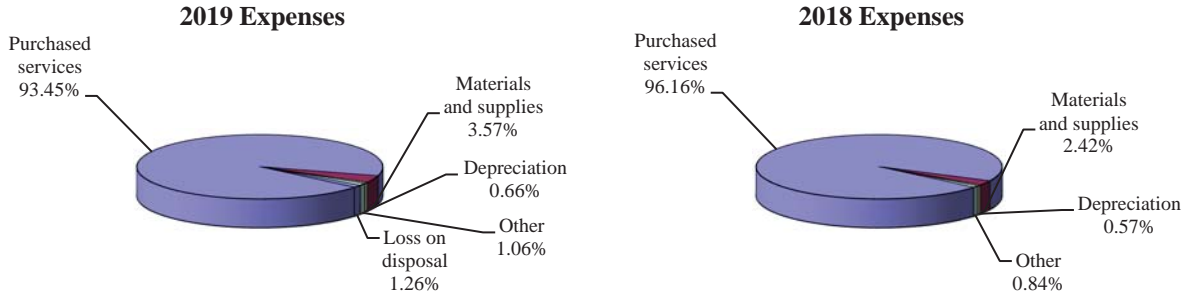 2019 Expenses
Purchased
services
93.45%
Materials
and supplies
3.57%
Depreciation
0.66%
Other
1.06%
Loss on
disposal
1.26%
2018 Expenses
Purchased
services
96.16%
Materials
and supplies
2.42%
Depreciation
0.57%
Other
0.84%